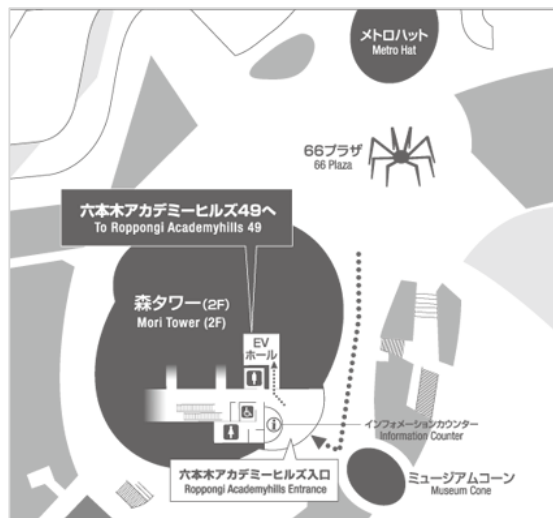 メトロハット
Metro Hat
66プラザ
66 Plaza
六本木アカデミーヒルズ49へ
To Roppongi Academyhills 49
森タワー(2F)
Mori Tower (2F)
EV
ホール
インフォメーションカウンター
Information Counter
六本木アカデミーヒルズ入口
Roppongi Academyhills Entrance
ミュージアムコーン
Museum Cone